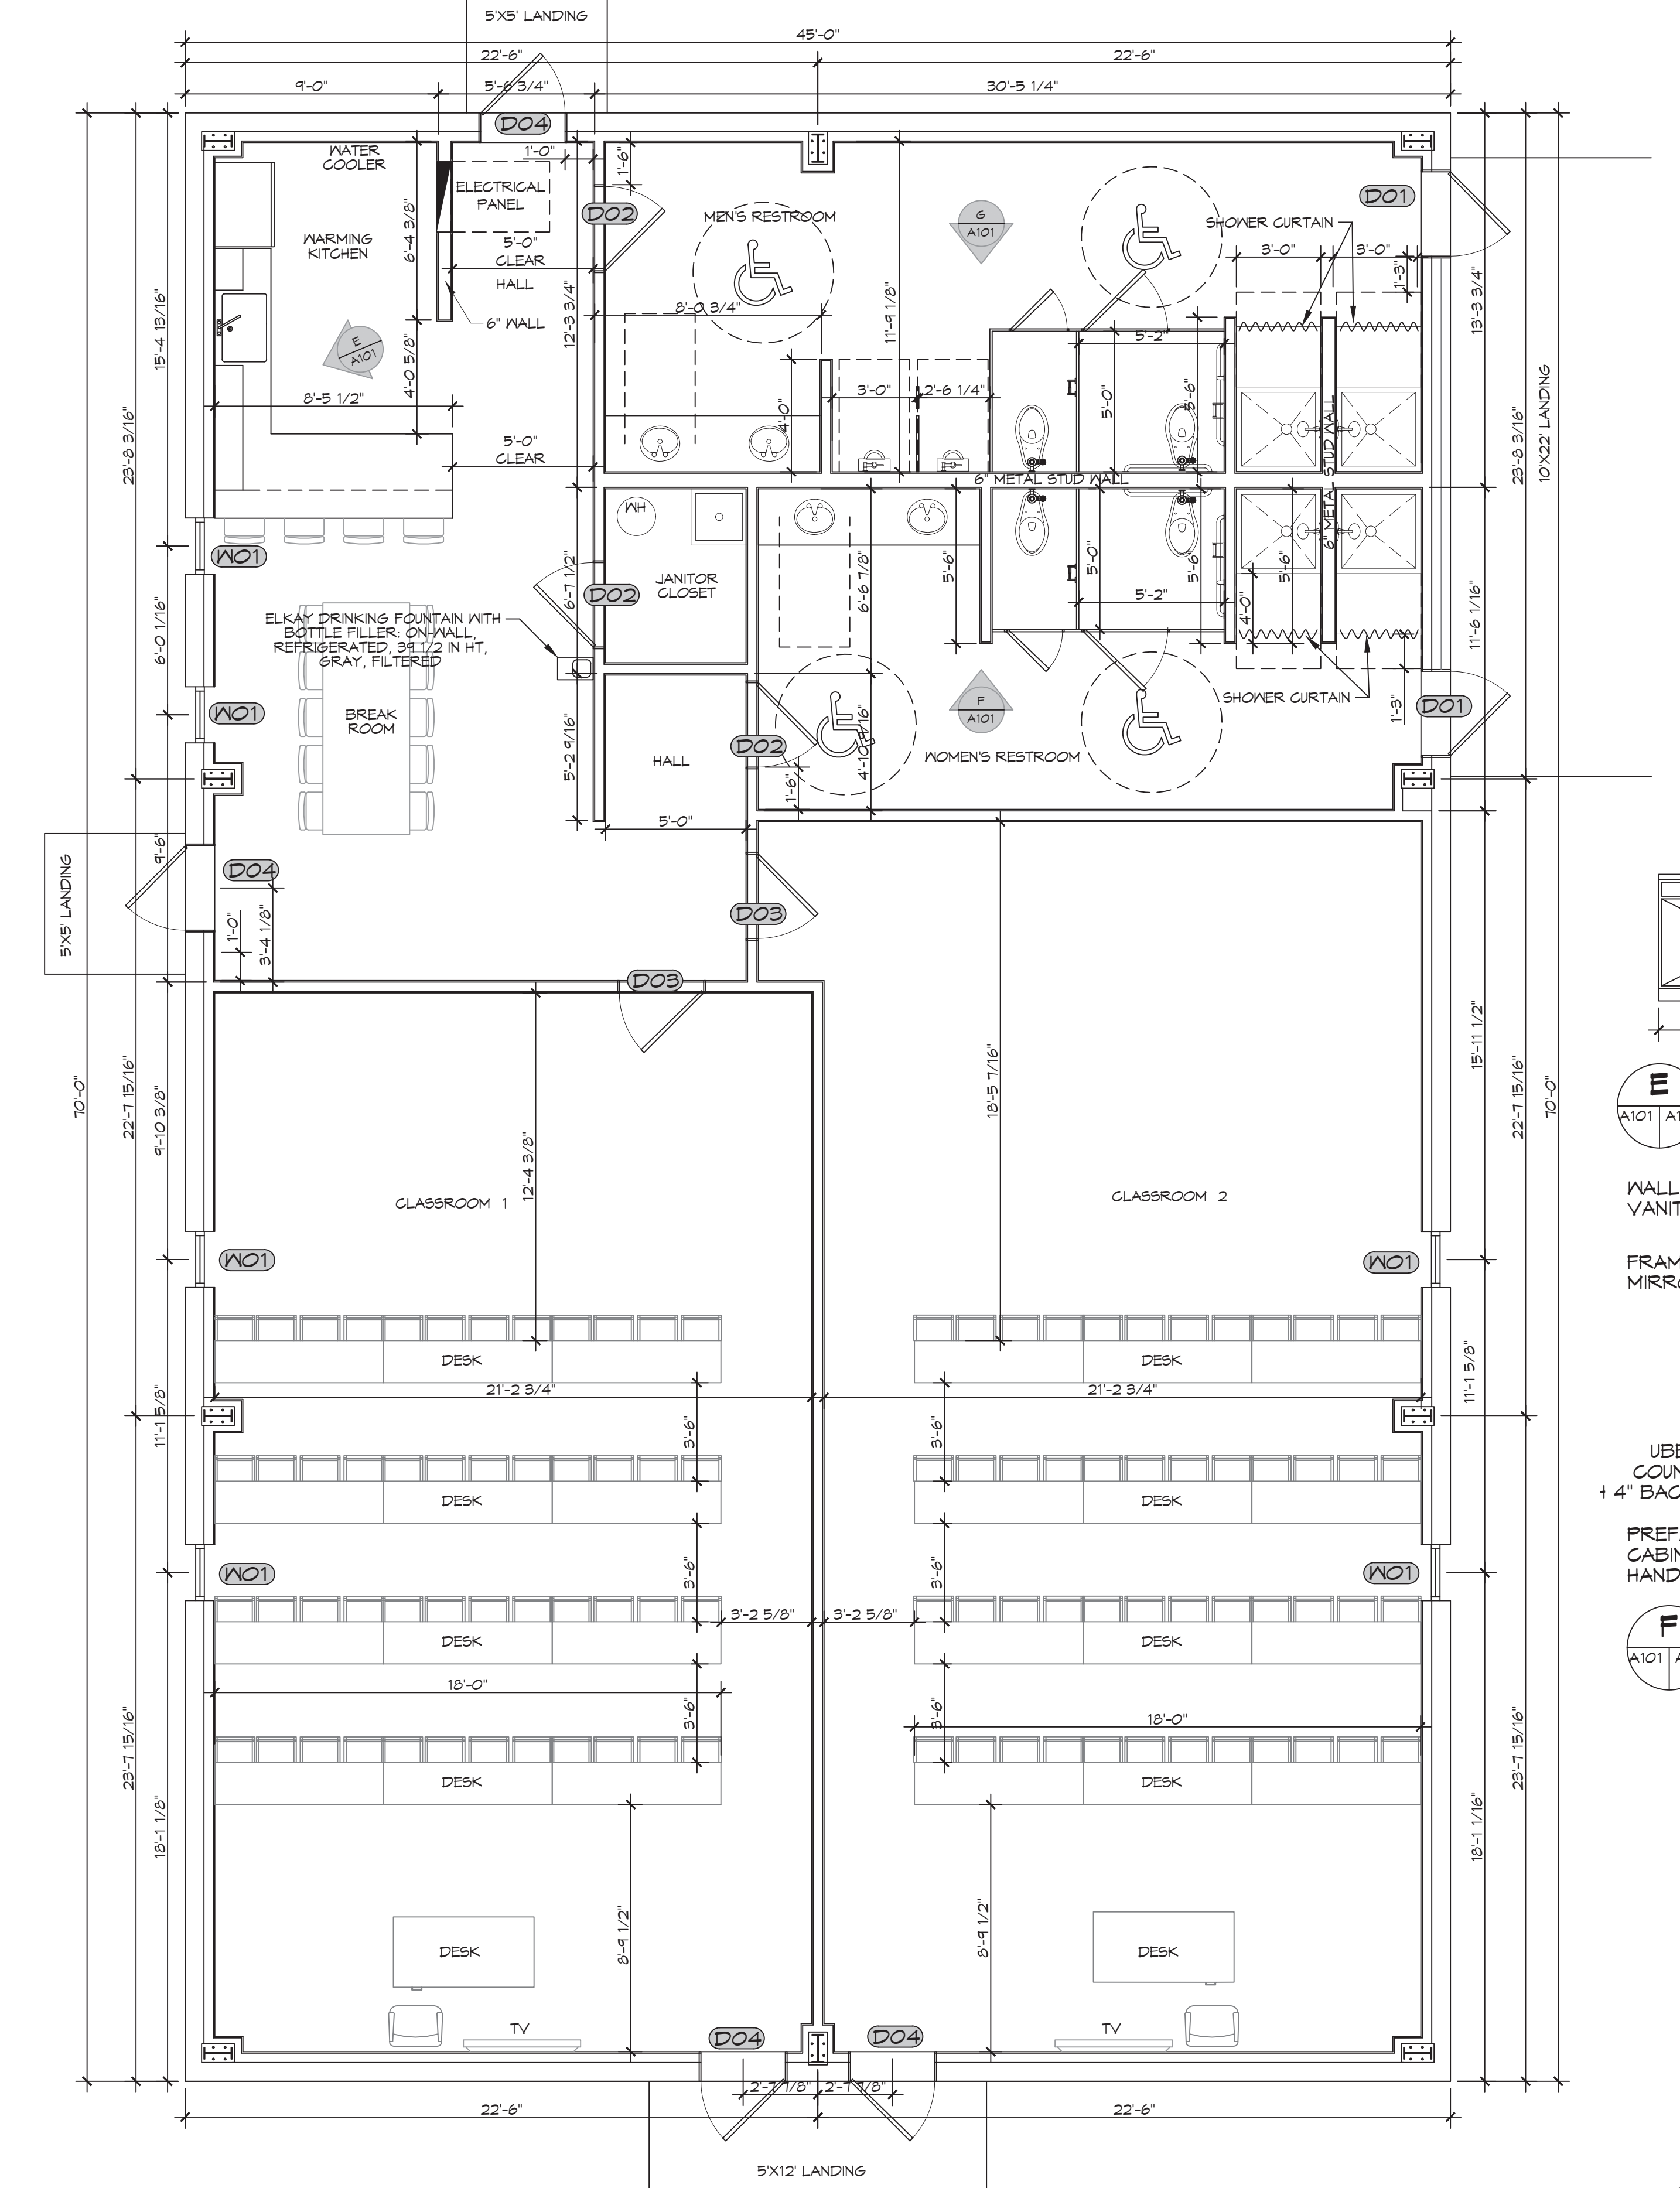 5'X5' LANDING
45'-0"
22'-6"
22'-6"
9'-0"
5'-6 3/4"
30'-5 1/4"
D04
WATER
COOLER
1'-0"
1'-6"
ELECTRICAL
PANEL
D02
MEN'S RESTROOM
G
A101
D01
SHOWER CURTAIN
WARMING
KITCHEN
6'-4 3/8"
5'-0"
CLEAR
HALL
3'-0"
3'-0"
1'-3"
15'-4 13/16"
12'-3 3/4"
8'-0 3/4"
11'-9 1/8"
13'-3 3/4"
6" WALL
E
A101
4'-0 5/8"
5'-2"
8'-5 1/2"
3'-0"
2'-6 1/4"
4'-0"
5'-0"
5'-6"
23'-8 3/16"
23'-8 3/16"
10'X22' LANDING
5'-0"
CLEAR
6" METAL STUD WALL
6" METAL STUD WALL
WH
W01
JANITOR
CLOSET
D02
6'-7 1/2"
6'-6 7/8"
5'-6"
5'-0"
5'-6"
5'-6"
5'-2"
4'-0"
11'-6 1/16"
6'-0 1/16"
ELKAY DRINKING FOUNTAIN WITH
BOTTLE FILLER: ON-WALL,
REFRIGERATED, 39 1/2 IN HT,
GRAY, FILTERED
W01
BREAK
ROOM
5'-2 9/16"
HALL
D02
F
A101
SHOWER CURTAIN
1'-3"
D01
WOMEN'S RESTROOM
1'-6"
5'-0"
9'-6"
5'X5' LANDING
D04
1'-0"
3'-4 1/8"
D03
D03
70'-0"
22'-7 15/16"
9'-10 3/8"
12'-4 3/8"
18'-5 7/16"
15'-11 1/2"
22'-7 15/16"
70'-0"
E
A101
CLASSROOM 1
CLASSROOM 2
W01
W01
DESK
DESK
21'-2 3/4"
21'-2 3/4"
11'-1 5/8"
11'-1 5/8"
3'-6"
3'-6"
DESK
DESK
W01
W01
3'-6"
3'-6"
3'-2 5/8"
3'-2 5/8"
DESK
DESK
18'-0"
18'-0"
3'-6"
3'-6"
DESK
DESK
23'-7 15/16"
18'-1 1/8"
18'-1 1/16"
23'-7 15/16"
8'-9 1/2"
8'-9 1/2"
DESK
DESK
TV
TV
D04
D04
2'-7 7/8"
2'-7 7/8"
22'-6"
22'-6"
5'X12' LANDING
WALL
4" BAC
F
A101